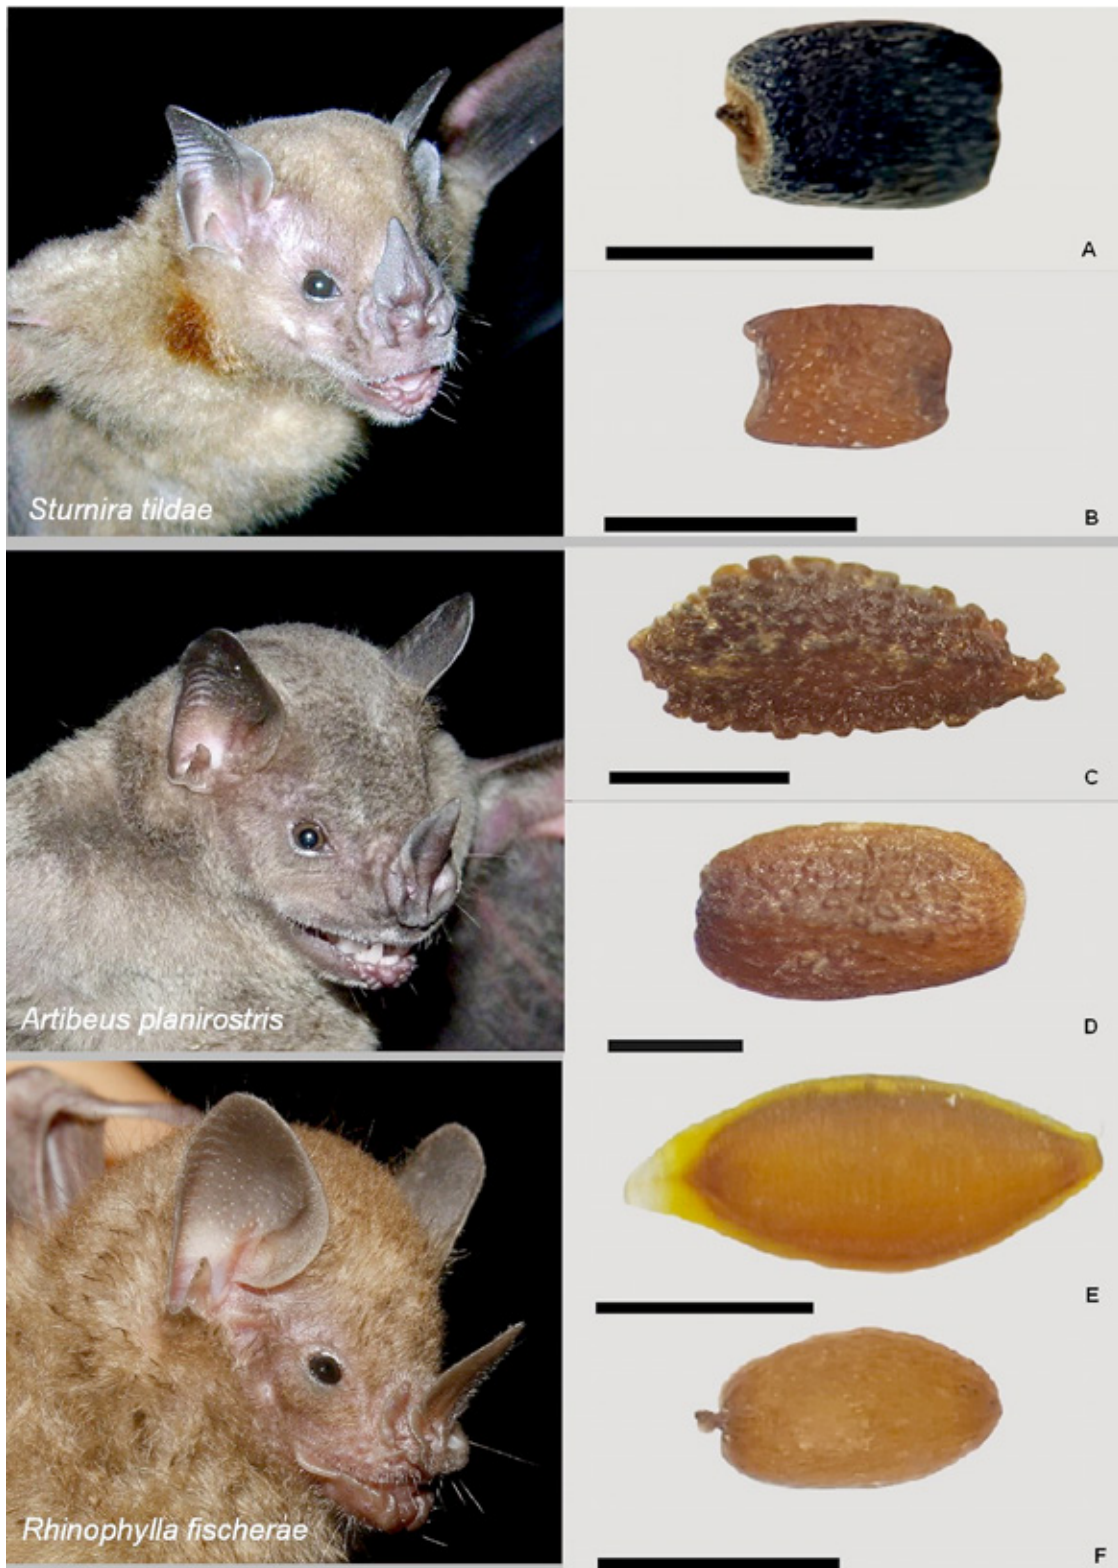 A
Sturnira tildae
B
C
Artibeus planirostris
D
E
Rhinophylla fischerae
F